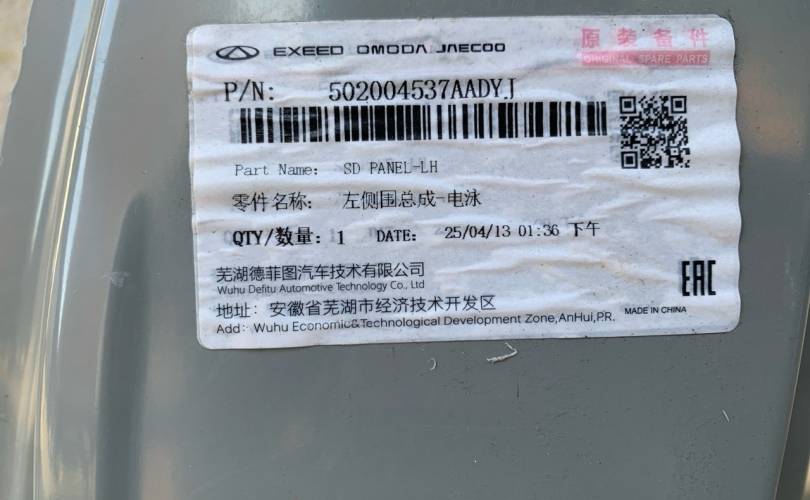 EXEED OMODA JAECOO
原装备件
ORIGINAL SPARE PARTS
P/N: 502004537AADYJ
Part Name: SD PANEL-LH
零件名称: 左侧围总成-电泳
QTY/数量: 1 DATE: 25/04/13 01:36 下午
芜湖德菲图汽车技术有限公司
Wuhu Defitu Automotive Technology Co., Ltd
地址: 安徽省芜湖市经济技术开发区
Add: Wuhu Economic&Technological Development Zone,AnHui,P.R.
EAC
MADE IN CHINA